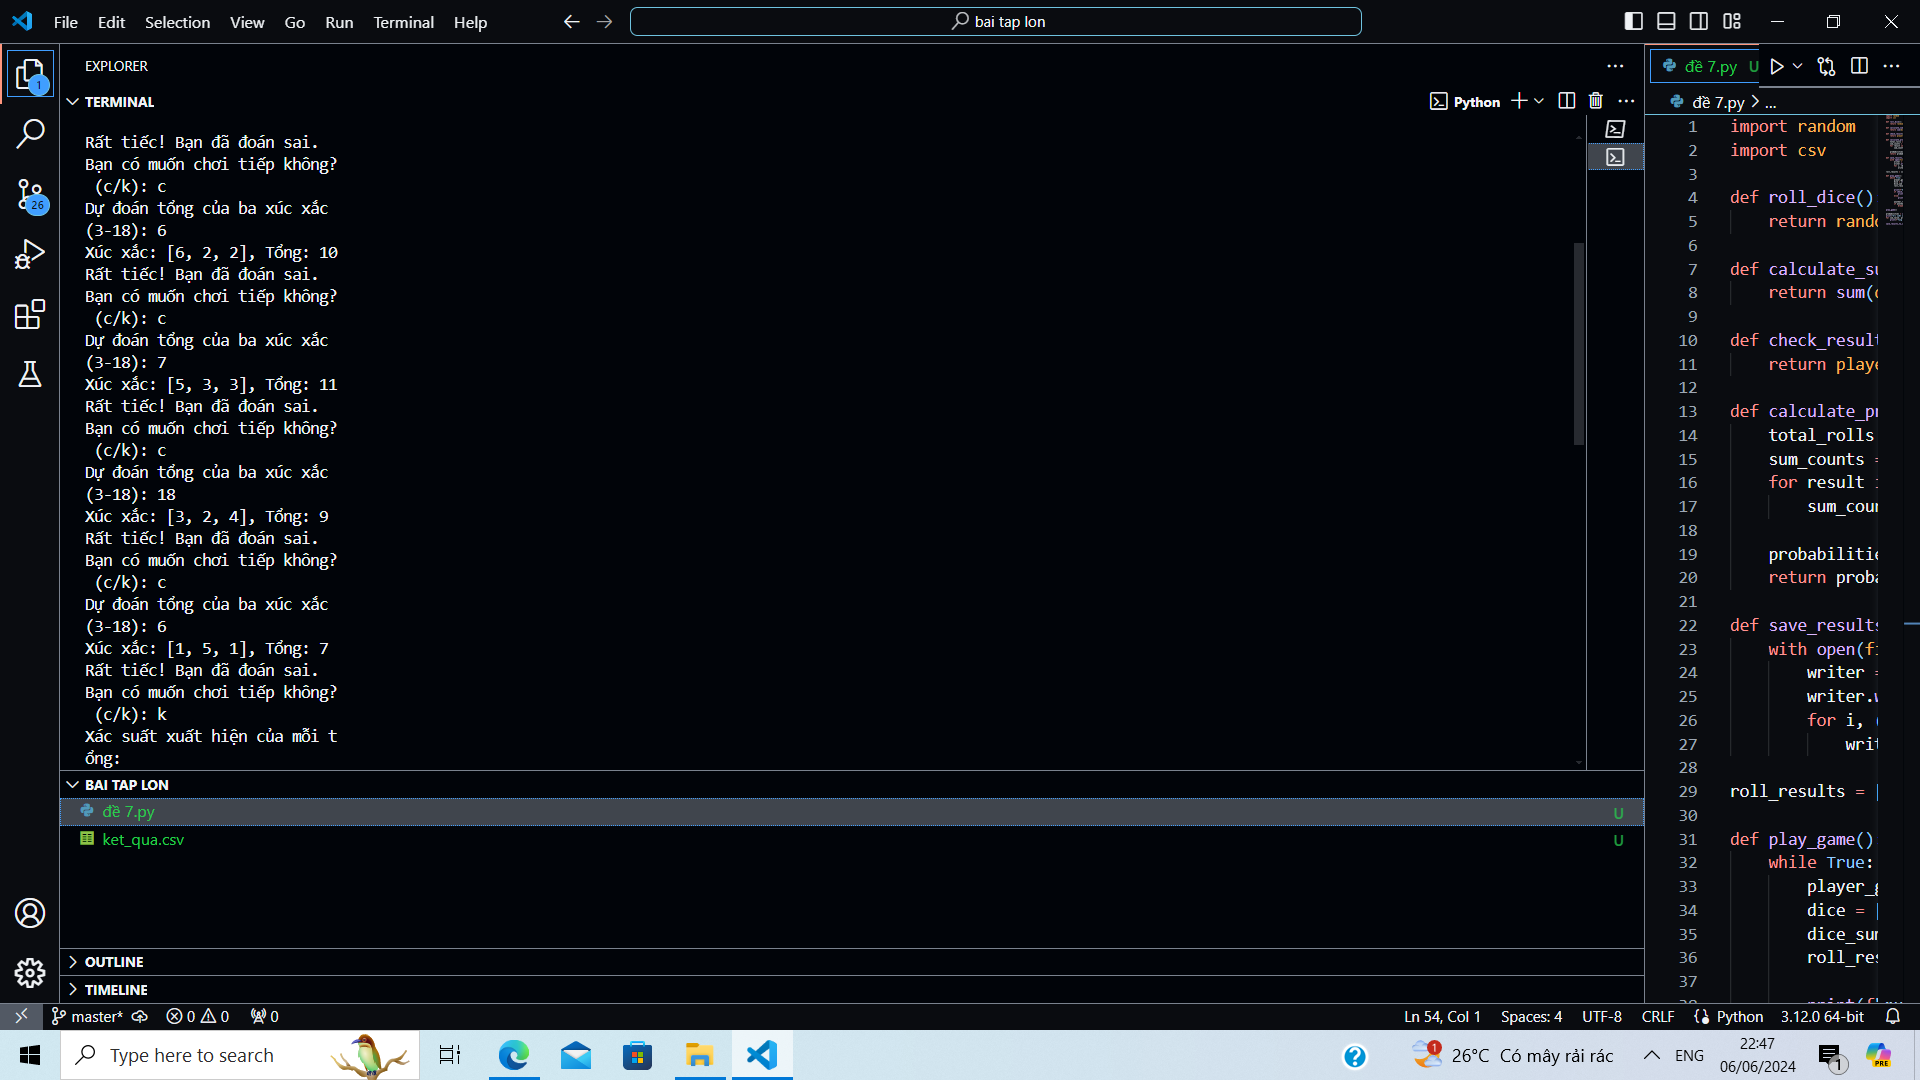 File Edit Selection View Go Run Terminal Help
bai tap lon
EXPLORER
TERMINAL
Python
Rất tiếc! Bạn đã đoán sai.
Bạn có muốn chơi tiếp không?
(c/k): c
Dự đoán tổng của ba xúc xắc
(3-18): 6
Xúc xắc: [6, 2, 2], Tổng: 10
Rất tiếc! Bạn đã đoán sai.
Bạn có muốn chơi tiếp không?
(c/k): c
Dự đoán tổng của ba xúc xắc
(3-18): 7
Xúc xắc: [5, 3, 3], Tổng: 11
Rất tiếc! Bạn đã đoán sai.
Bạn có muốn chơi tiếp không?
(c/k): c
Dự đoán tổng của ba xúc xắc
(3-18): 18
Xúc xắc: [3, 2, 4], Tổng: 9
Rất tiếc! Bạn đã đoán sai.
Bạn có muốn chơi tiếp không?
(c/k): c
Dự đoán tổng của ba xúc xắc
(3-18): 6
Xúc xắc: [1, 5, 1], Tổng: 7
Rất tiếc! Bạn đã đoán sai.
Bạn có muốn chơi tiếp không?
(c/k): k
Xác suất xuất hiện của mỗi t
ổng:
BAI TAP LON
đề 7.py U
ket_qua.csv U
OUTLINE
TIMELINE
1
26
đề 7.py U
đề 7.py > ...
1 import random
2 import csv
3
4 def roll_dice()
5 return rand
6
7 def calculate_su
8 return sum(
9
10 def check_result
11 return playe
12
13 def calculate_pr
14 total_rolls
15 sum_counts =
16 for result
17 sum_coun
18
19 probabilitie
20 return proba
21
22 def save_results
23 with open(fi
24 writer =
25 writer.w
26 for i, (
27 writ
28
29 roll_results = [
30
31 def play_game()
32 while True:
33 player_g
34 dice = [
35 dice_sum
36 roll_res
37
38 print(f"
master* 0 0 0
Ln 54, Col 1 Spaces: 4 UTF-8 CRLF Python 3.12.0 64-bit
Type here to search
1
26°C Có mây rải rác
ENG
22:47
06/06/2024
1
PRE